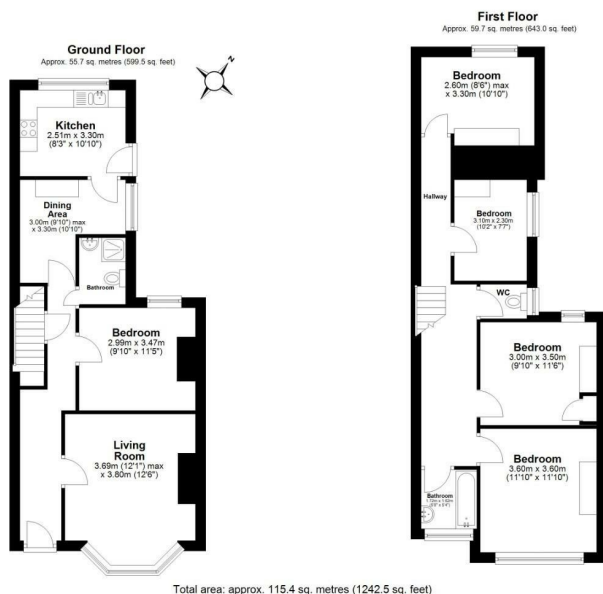 Ground Floor
Approx. 55.7 sq. metres (599.5 sq. feet)
N
Kitchen
2.51m x 3.30m
(8'3" x 10'10")
Dining
Area
3.00m (9'10") max
x 3.30m (10'10")
Bathroom
Bedroom
2.99m x 3.47m
(9'10" x 11'5")
Living
Room
3.69m (12'1") max
x 3.80m (12'6")
First Floor
Approx. 59.7 sq. metres (643.0 sq. feet)
Bedroom
2.60m (8'6") max
x 3.30m (10'10")
Hallway
Bedroom
3.10m x 2.30m
(10'2" x 7'7")
WC
Bedroom
3.00m x 3.50m
(9'10" x 11'6")
Bedroom
3.60m x 3.60m
(11'10" x 11'10")
Bathroom
Total area: approx. 115.4 sq. metres (1242.5 sq. feet)